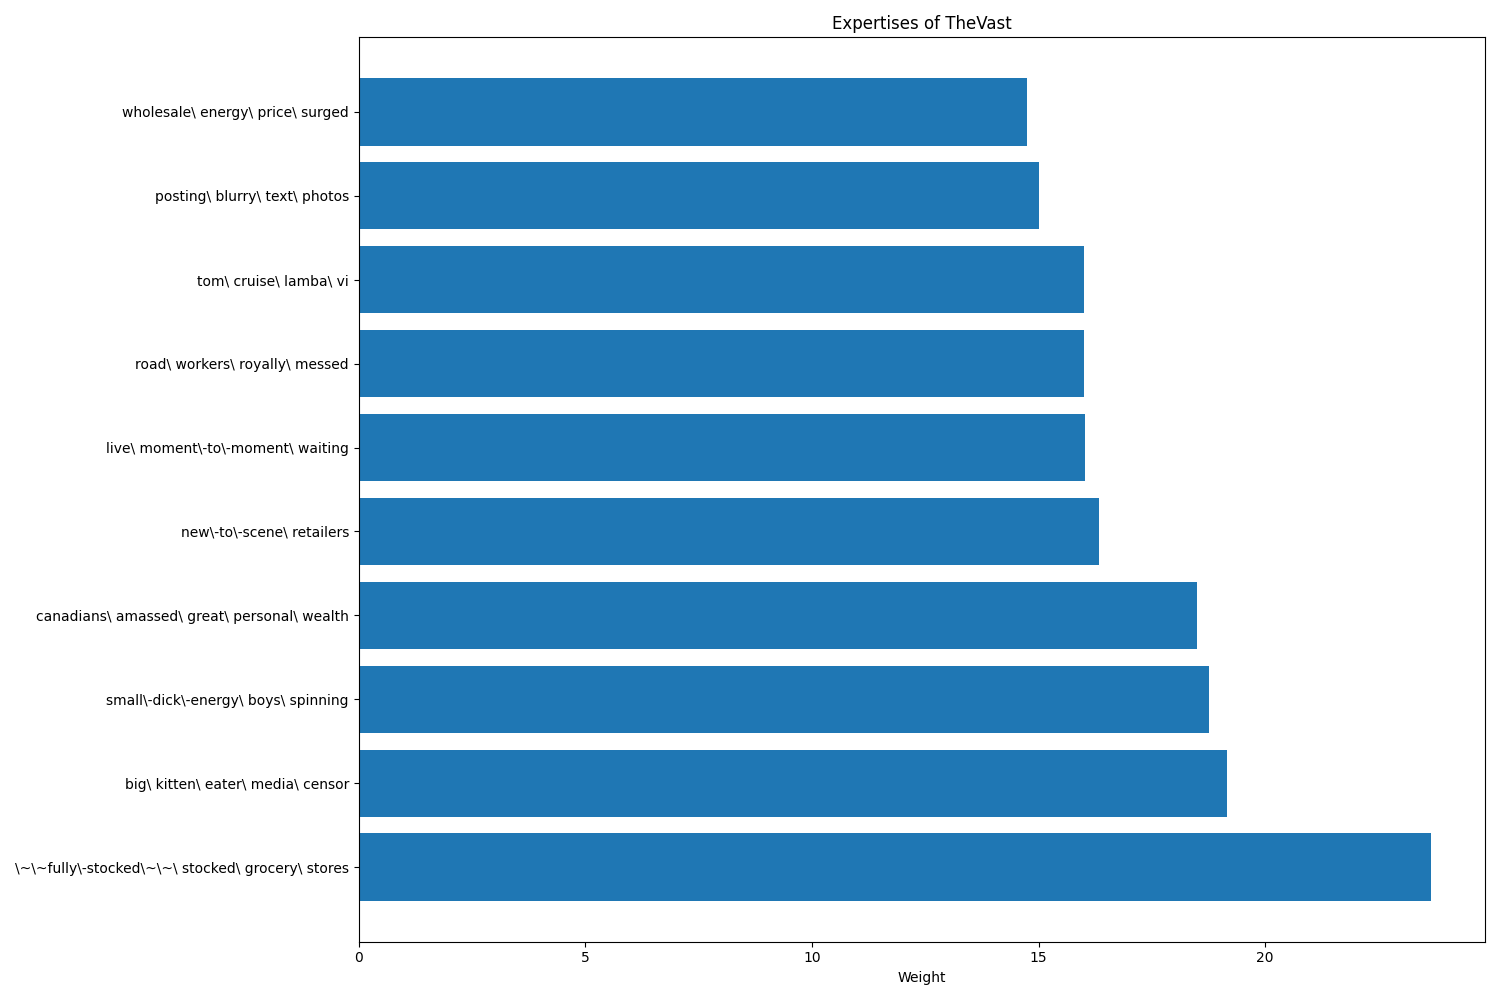 Expertises of TheVast
wholesale\ energy\ price\ surged
posting\ blurry\ text\ photos
tom\ cruise\ lamba\ vi
road\ workers\ royally\ messed
live\ moment\-to\-moment\ waiting
new\-to\-scene\ retailers
canadians\ amassed\ great\ personal\ wealth
small\-dick\-energy\ boys\ spinning
big\ kitten\ eater\ media\ censor
\~\~fully\-stocked\~\~\ stocked\ grocery\ stores
0 5 10 15 20
Weight